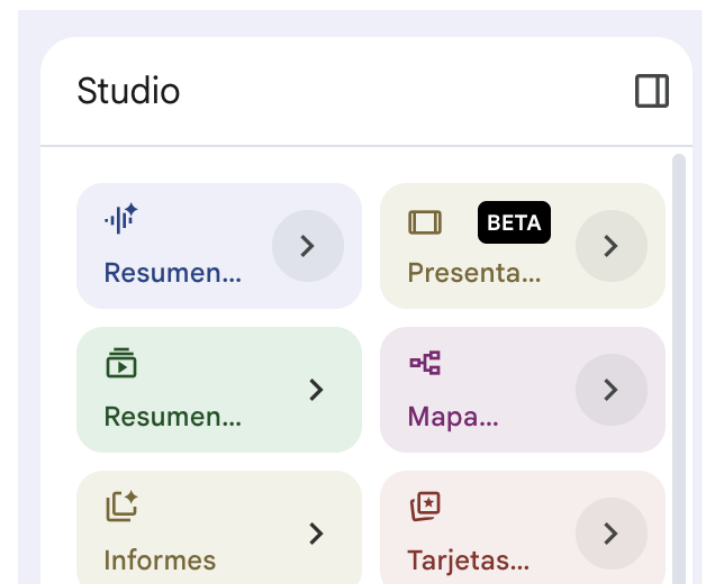 Studio
BETA
Resumen...
Presenta...
Resumen...
Mapa...
Informes
Tarjetas...